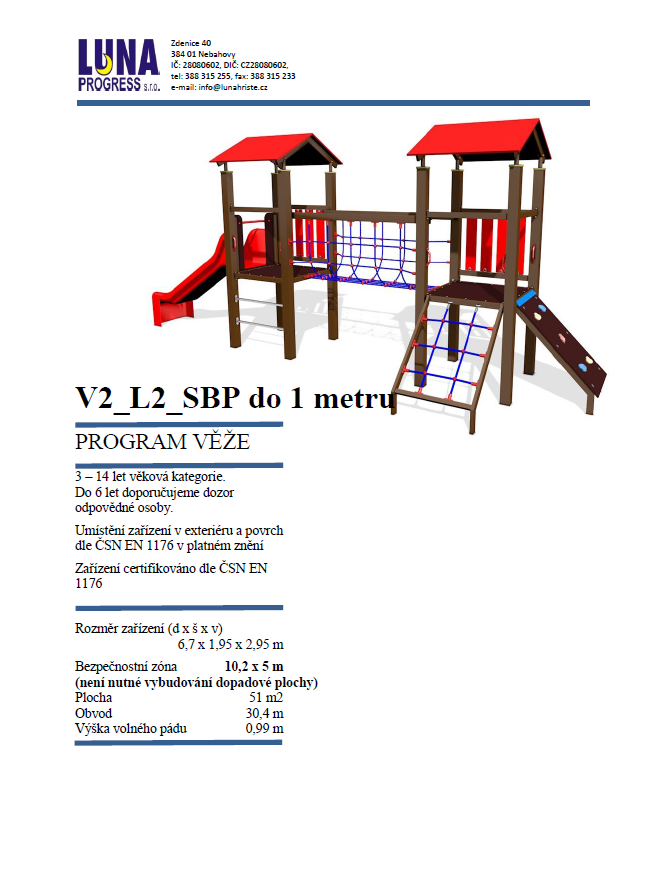 LUNA
PROGRESS s.r.o.
Zdenice 40
384 01 Nebahovy
IČ: 28080602, DIČ: CZ28080602,
tel: 388 315 255, fax: 388 315 233
e-mail: info@lunahriste.cz
V2_L2_SBP do 1 metru
PROGRAM VĚŽE
3 – 14 let věková kategorie.
Do 6 let doporučujeme dozor
odpovědné osoby.
Umístění zařízení v exteriéru a povrch
dle ČSN EN 1176 v platném znění
Zařízení certifikováno dle ČSN EN
1176
Rozměr zařízení (d x š x v)
6,7 x 1,95 x 2,95 m
Bezpečnostní zóna 10,2 x 5 m
(není nutné vybudování dopadové plochy)
Plocha 51 m2
Obvod 30,4 m
Výška volného pádu 0,99 m